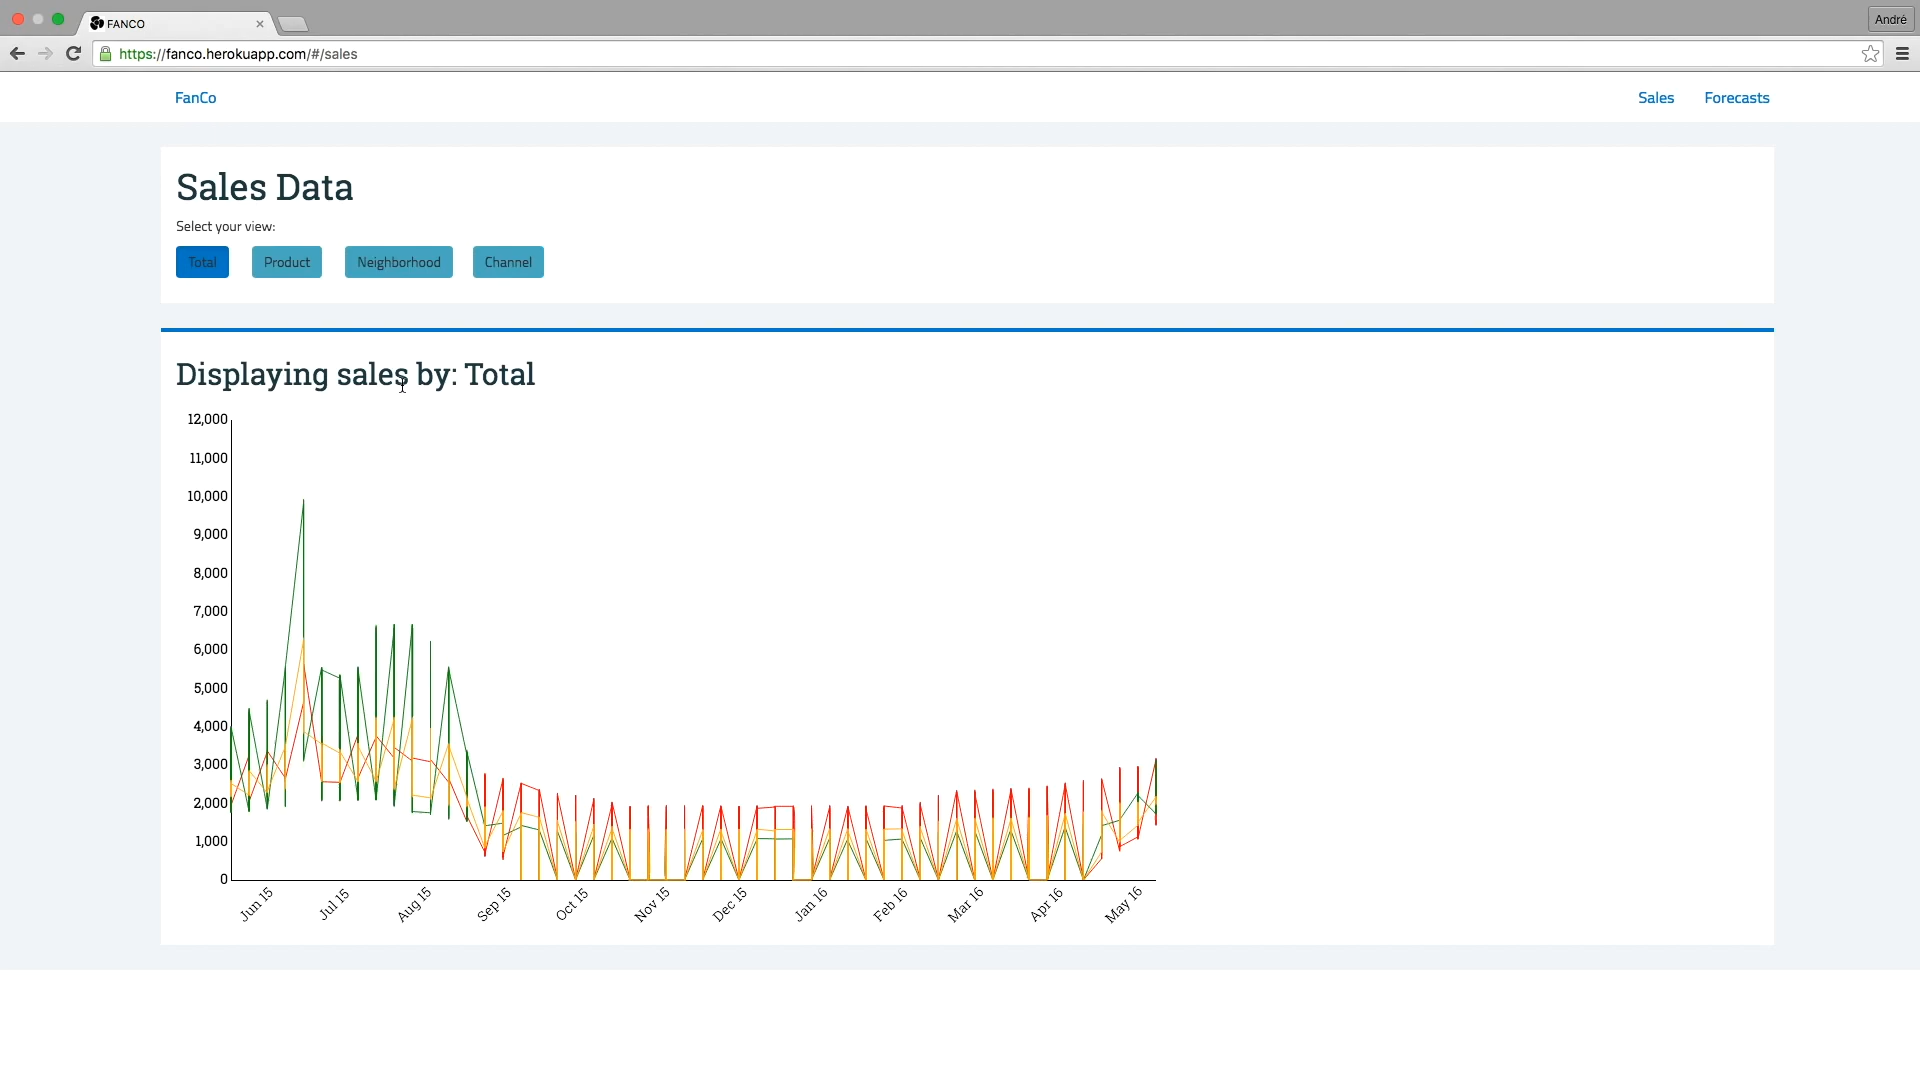 FANCO
André
https://fanco.herokuapp.com/#/sales
FanCo
Sales
Forecasts
Sales Data
Select your view:
Total
Product
Neighborhood
Channel
Displaying sales by: Total
12,000
11,000
10,000
9,000
8,000
7,000
6,000
5,000
4,000
3,000
2,000
1,000
0
Jun 15
Jul 15
Aug 15
Sep 15
Oct 15
Nov 15
Dec 15
Jan 16
Feb 16
Mar 16
Apr 16
May 16